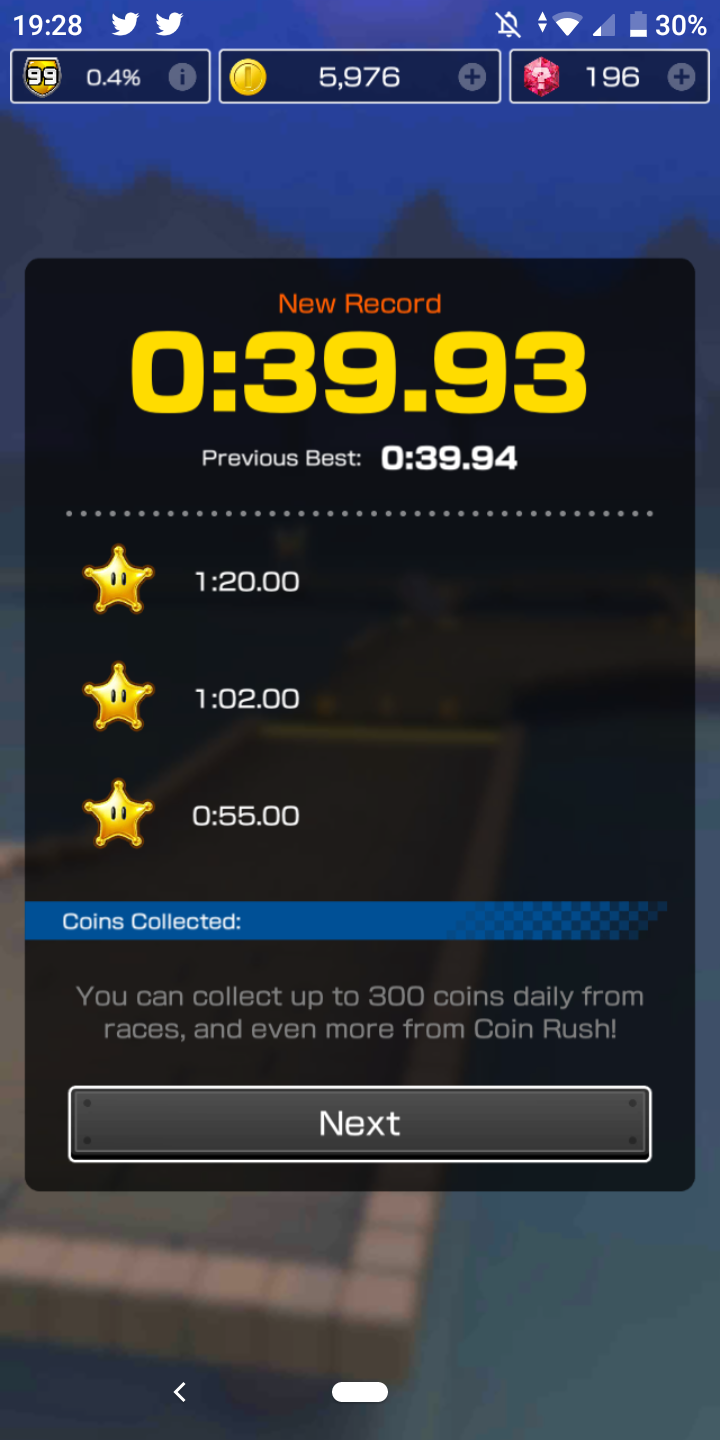 19:28 30%
99 0.4% i 5,976 + ? 196 +
New Record
0:39.93
Previous Best: 0:39.94
1:20.00
1:02.00
0:55.00
Coins Collected:
You can collect up to 300 coins daily from
races, and even more from Coin Rush!
Next